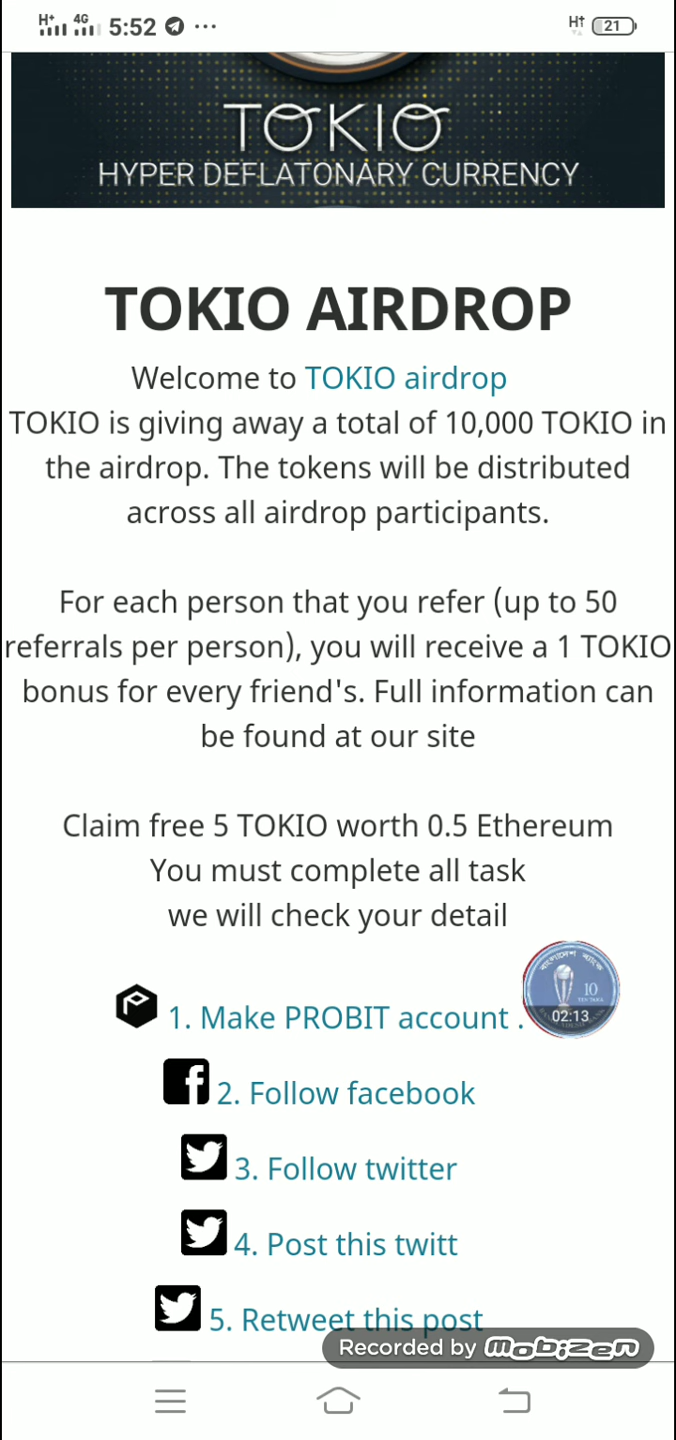 H+ 4G 5:52 ... H† 21
TOKIO
HYPER DEFLATONARY CURRENCY
TOKIO AIRDROP
Welcome to TOKIO airdrop
TOKIO is giving away a total of 10,000 TOKIO in
the airdrop. The tokens will be distributed
across all airdrop participants.
For each person that you refer (up to 50
referrals per person), you will receive a 1 TOKIO
bonus for every friend's. Full information can
be found at our site
Claim free 5 TOKIO worth 0.5 Ethereum
You must complete all task
we will check your detail
1. Make PROBIT account .
10
02:13
2. Follow facebook
3. Follow twitter
4. Post this twitt
5. Retweet this post
Recorded by mobizen